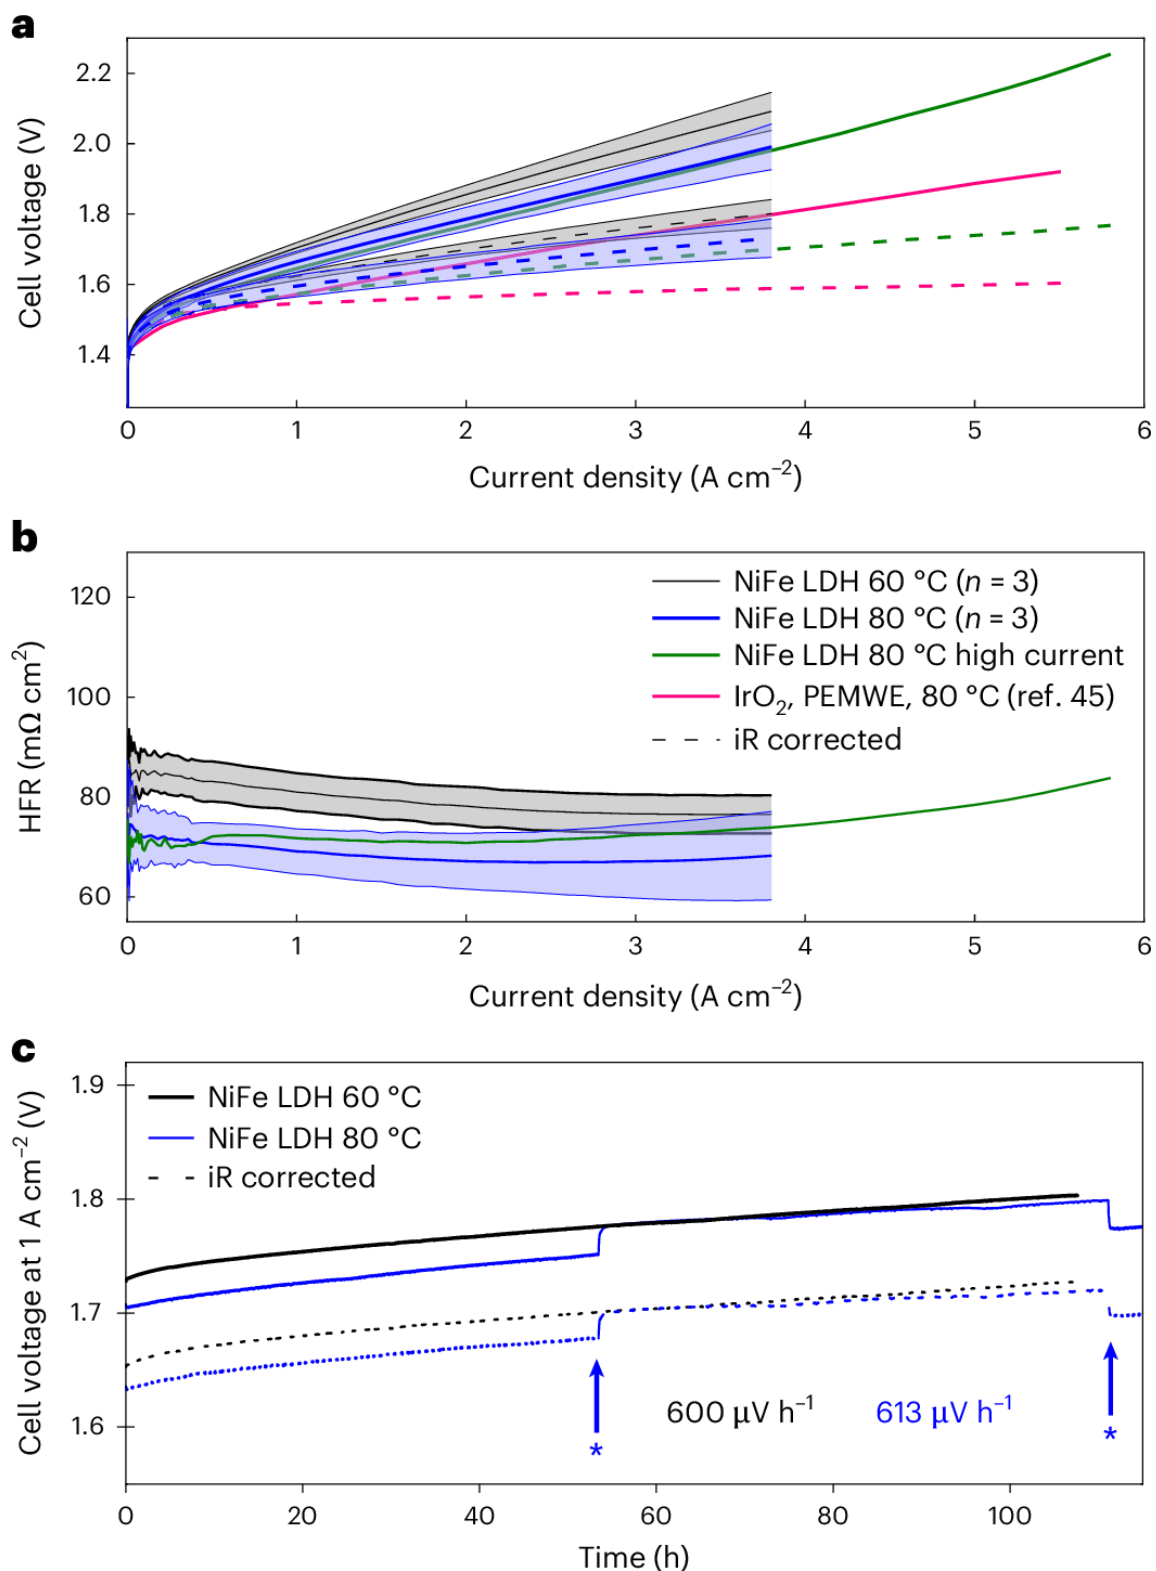 a
2.2
2.0
1.8
1.6
1.4
Cell voltage (V)
0 1 2 3 4 5 6
Current density (A cm⁻²)
b
120
100
80
60
HFR (mΩ cm²)
NiFe LDH 60 °C (n = 3)
NiFe LDH 80 °C (n = 3)
NiFe LDH 80 °C high current
IrO₂, PEMWE, 80 °C (ref. 45)
iR corrected
0 1 2 3 4 5 6
Current density (A cm⁻²)
c
1.9
1.8
1.7
1.6
Cell voltage at 1 A cm⁻² (V)
NiFe LDH 60 °C
NiFe LDH 80 °C
iR corrected
600 µV h⁻¹ 613 µV h⁻¹
* *
0 20 40 60 80 100
Time (h)